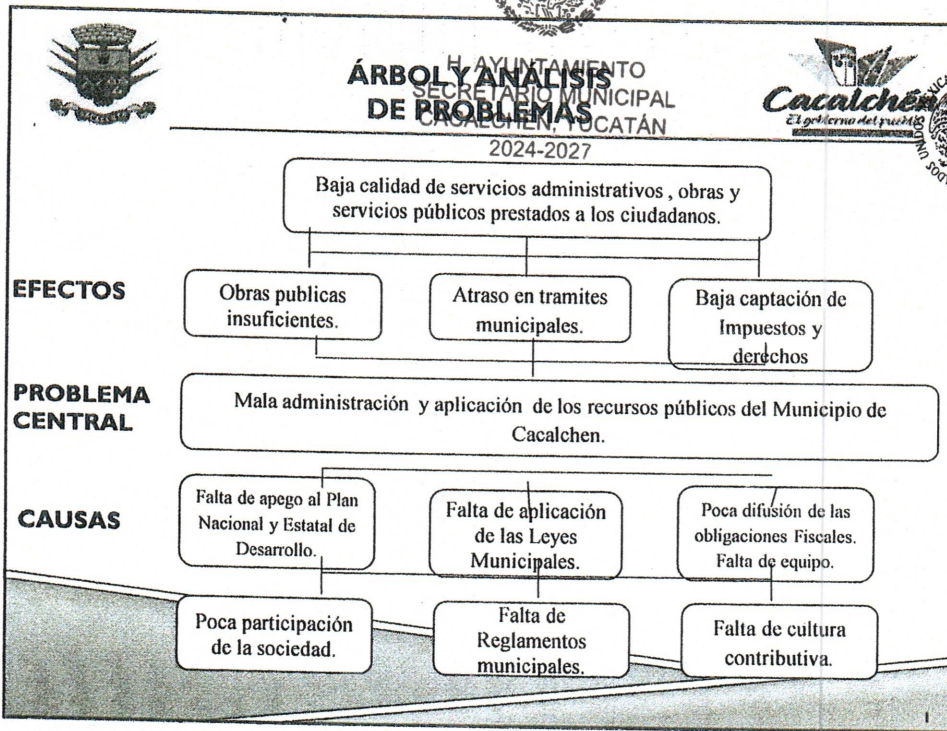 H. AYUNTAMIENTO
ÁRBOL Y ANÁLISIS
SECRETARIO MUNICIPAL
DE PROBLEMAS
CACALCHÉN, YUCATÁN
2024-2027
Cacalchén
El gobierno del pueblo
Baja calidad de servicios administrativos , obras y
servicios públicos prestados a los ciudadanos.
EFECTOS
Obras publicas
insuficientes.
Atraso en tramites
municipales.
Baja captación de
Impuestos y
derechos
PROBLEMA
CENTRAL
Mala administración y aplicación de los recursos públicos del Municipio de
Cacalchen.
CAUSAS
Falta de apego al Plan
Nacional y Estatal de
Desarrollo.
Falta de aplicación
de las Leyes
Municipales.
Poca difusión de las
obligaciones Fiscales.
Falta de equipo.
Poca participación
de la sociedad.
Falta de
Reglamentos
municipales.
Falta de cultura
contributiva.
1